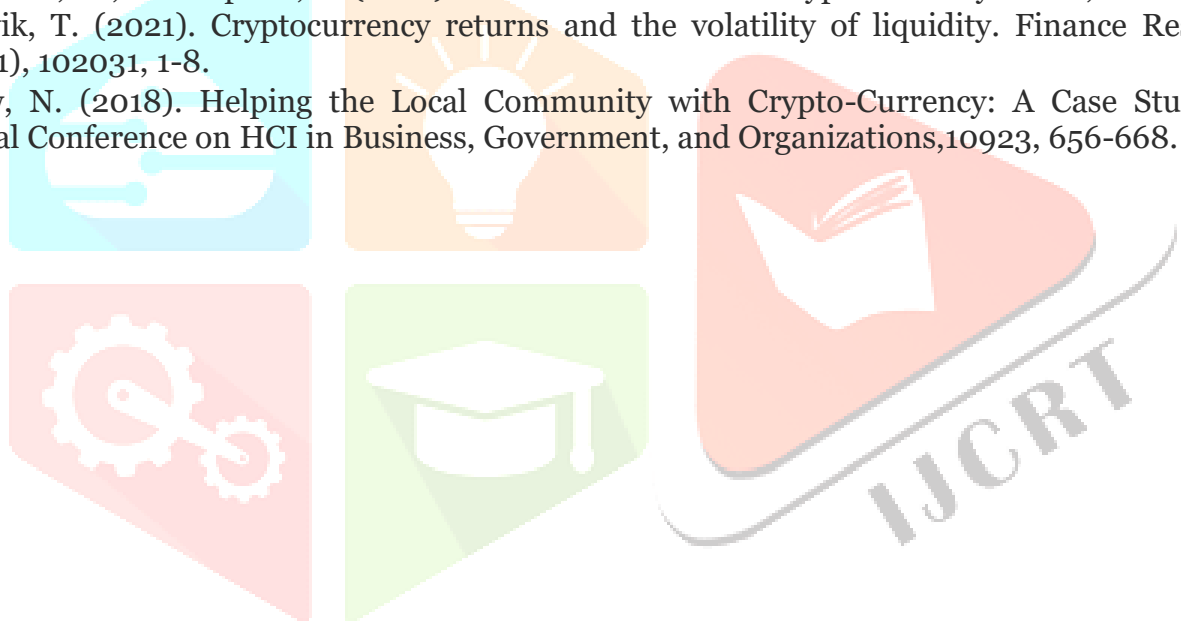 rik, T. (2021). Cryptocurrency returns and the volatility of liquidity. Finance Re
1), 102031, 1-8.
y, N. (2018). Helping the Local Community with Crypto-Currency: A Case Stu
al Conference on HCI in Business, Government, and Organizations,10923, 656-668.
IJCRT